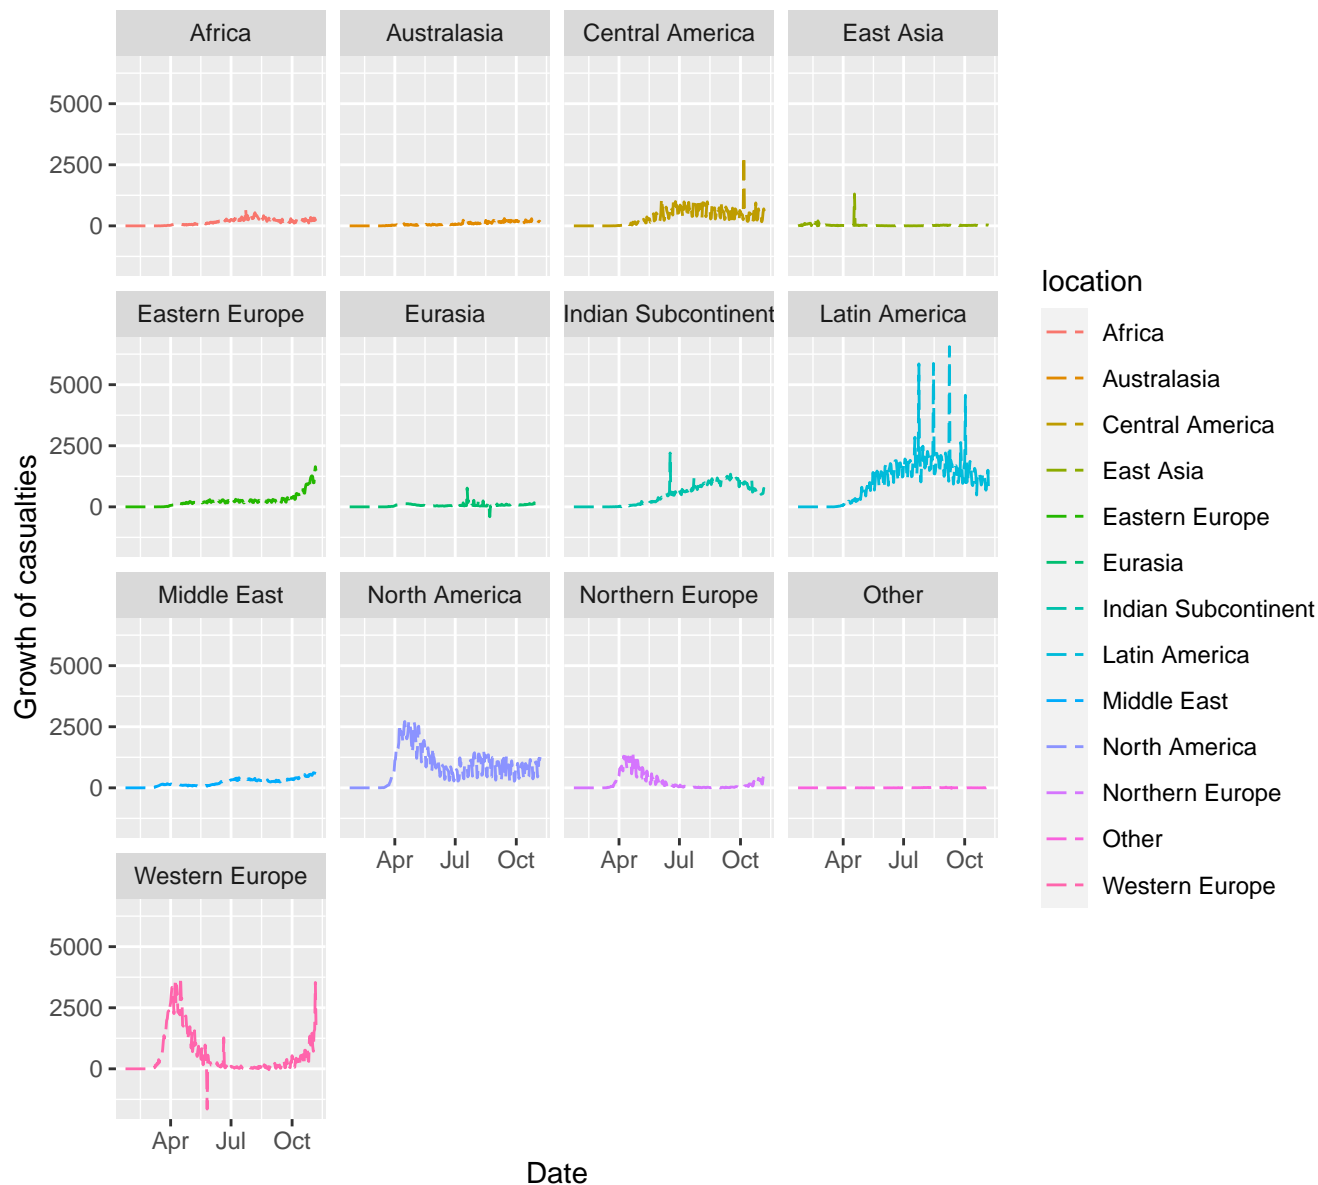 Africa
Australasia
Central America
East Asia
5000
2500
0
Eastern Europe
Eurasia
Indian Subcontinent
Latin America
5000
2500
0
Middle East
North America
Northern Europe
Other
5000
2500
0
Apr Jul Oct
Apr Jul Oct
Apr Jul Oct
Western Europe
5000
2500
0
Apr Jul Oct
Date
Growth of casualties
location
Africa
Australasia
Central America
East Asia
Eastern Europe
Eurasia
Indian Subcontinent
Latin America
Middle East
North America
Northern Europe
Other
Western Europe